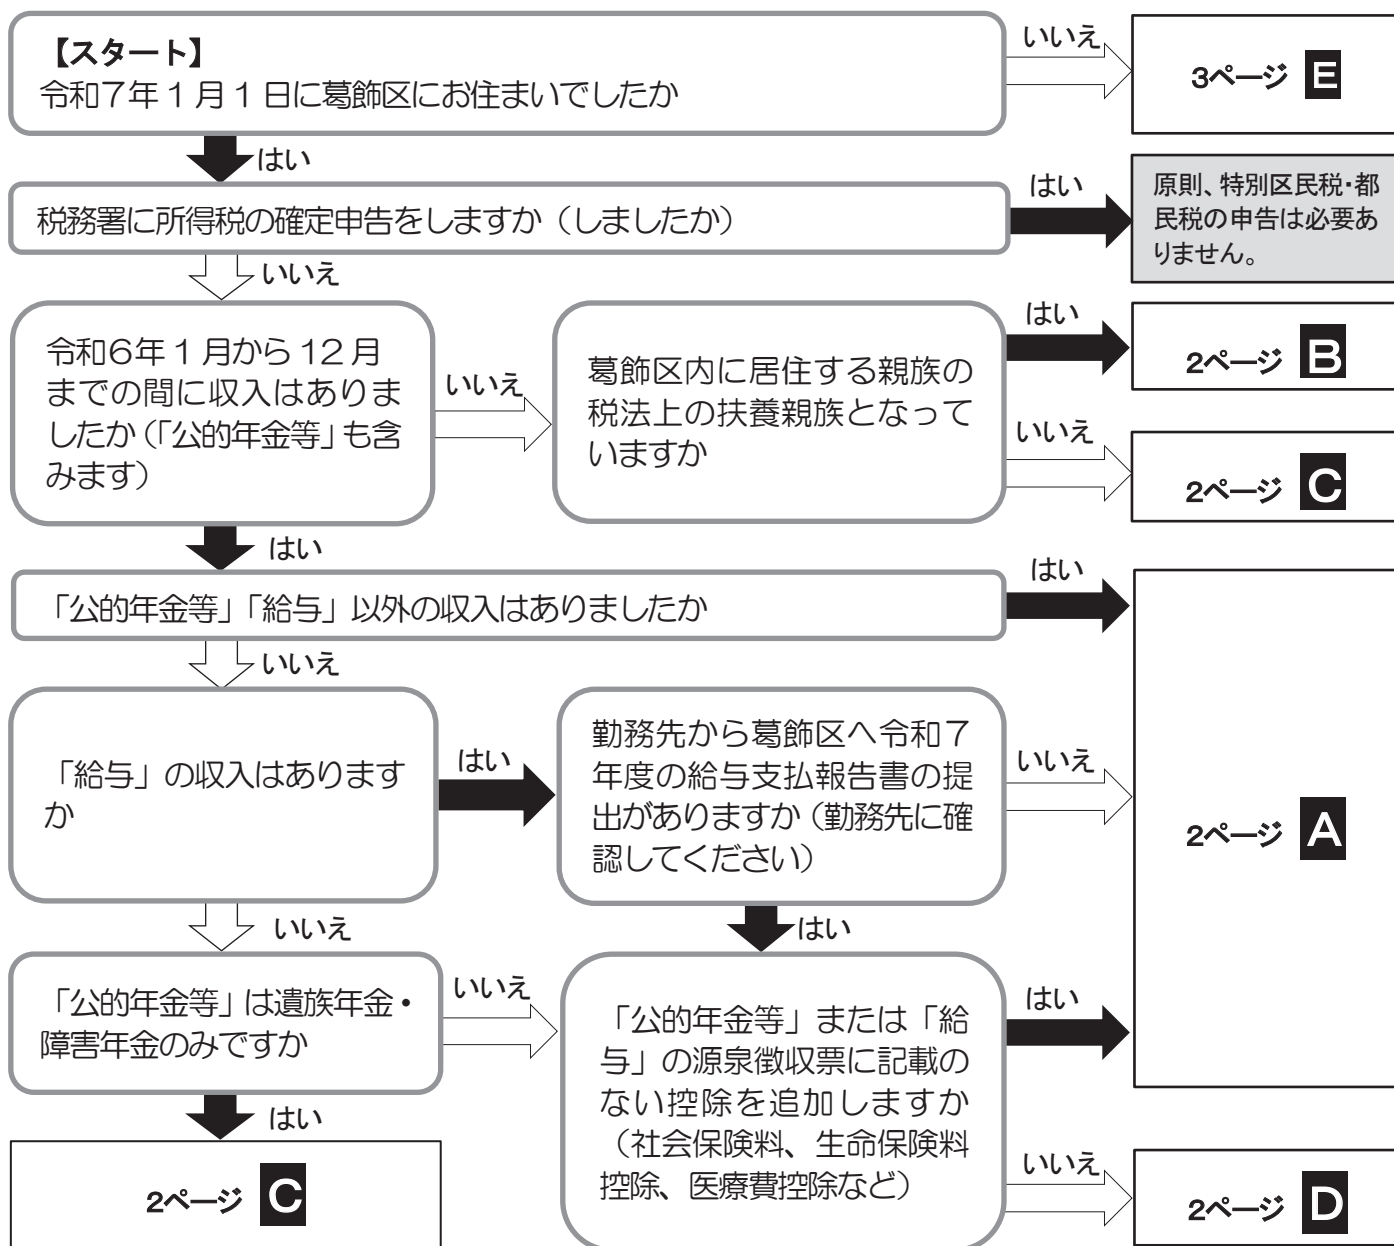 【スタート】
令和7年1月1日に葛飾区にお住まいでしたか
いいえ
3ページ E
はい
税務署に所得税の確定申告をしますか（しましたか）
はい
原則、特別区民税・都
民税の申告は必要あ
りません。
いいえ
令和6年1月から12月
までの間に収入はありま
したか（「公的年金等」も含
みます）
いいえ
葛飾区内に居住する親族の
税法上の扶養親族となって
いますか
はい
2ページ B
いいえ
2ページ C
はい
「公的年金等」「給与」以外の収入はありましたか
はい
2ページ A
いいえ
「給与」の収入はあります
か
はい
勤務先から葛飾区へ令和7
年度の給与支払報告書の提
出がありますか（勤務先に確
認してください）
いいえ
いいえ
はい
「公的年金等」は遺族年金・
障害年金のみですか
いいえ
「公的年金等」または「給
与」の源泉徴収票に記載の
ない控除を追加しますか
（社会保険料、生命保険料
控除、医療費控除など）
はい
はい
2ページ C
いいえ
2ページ D